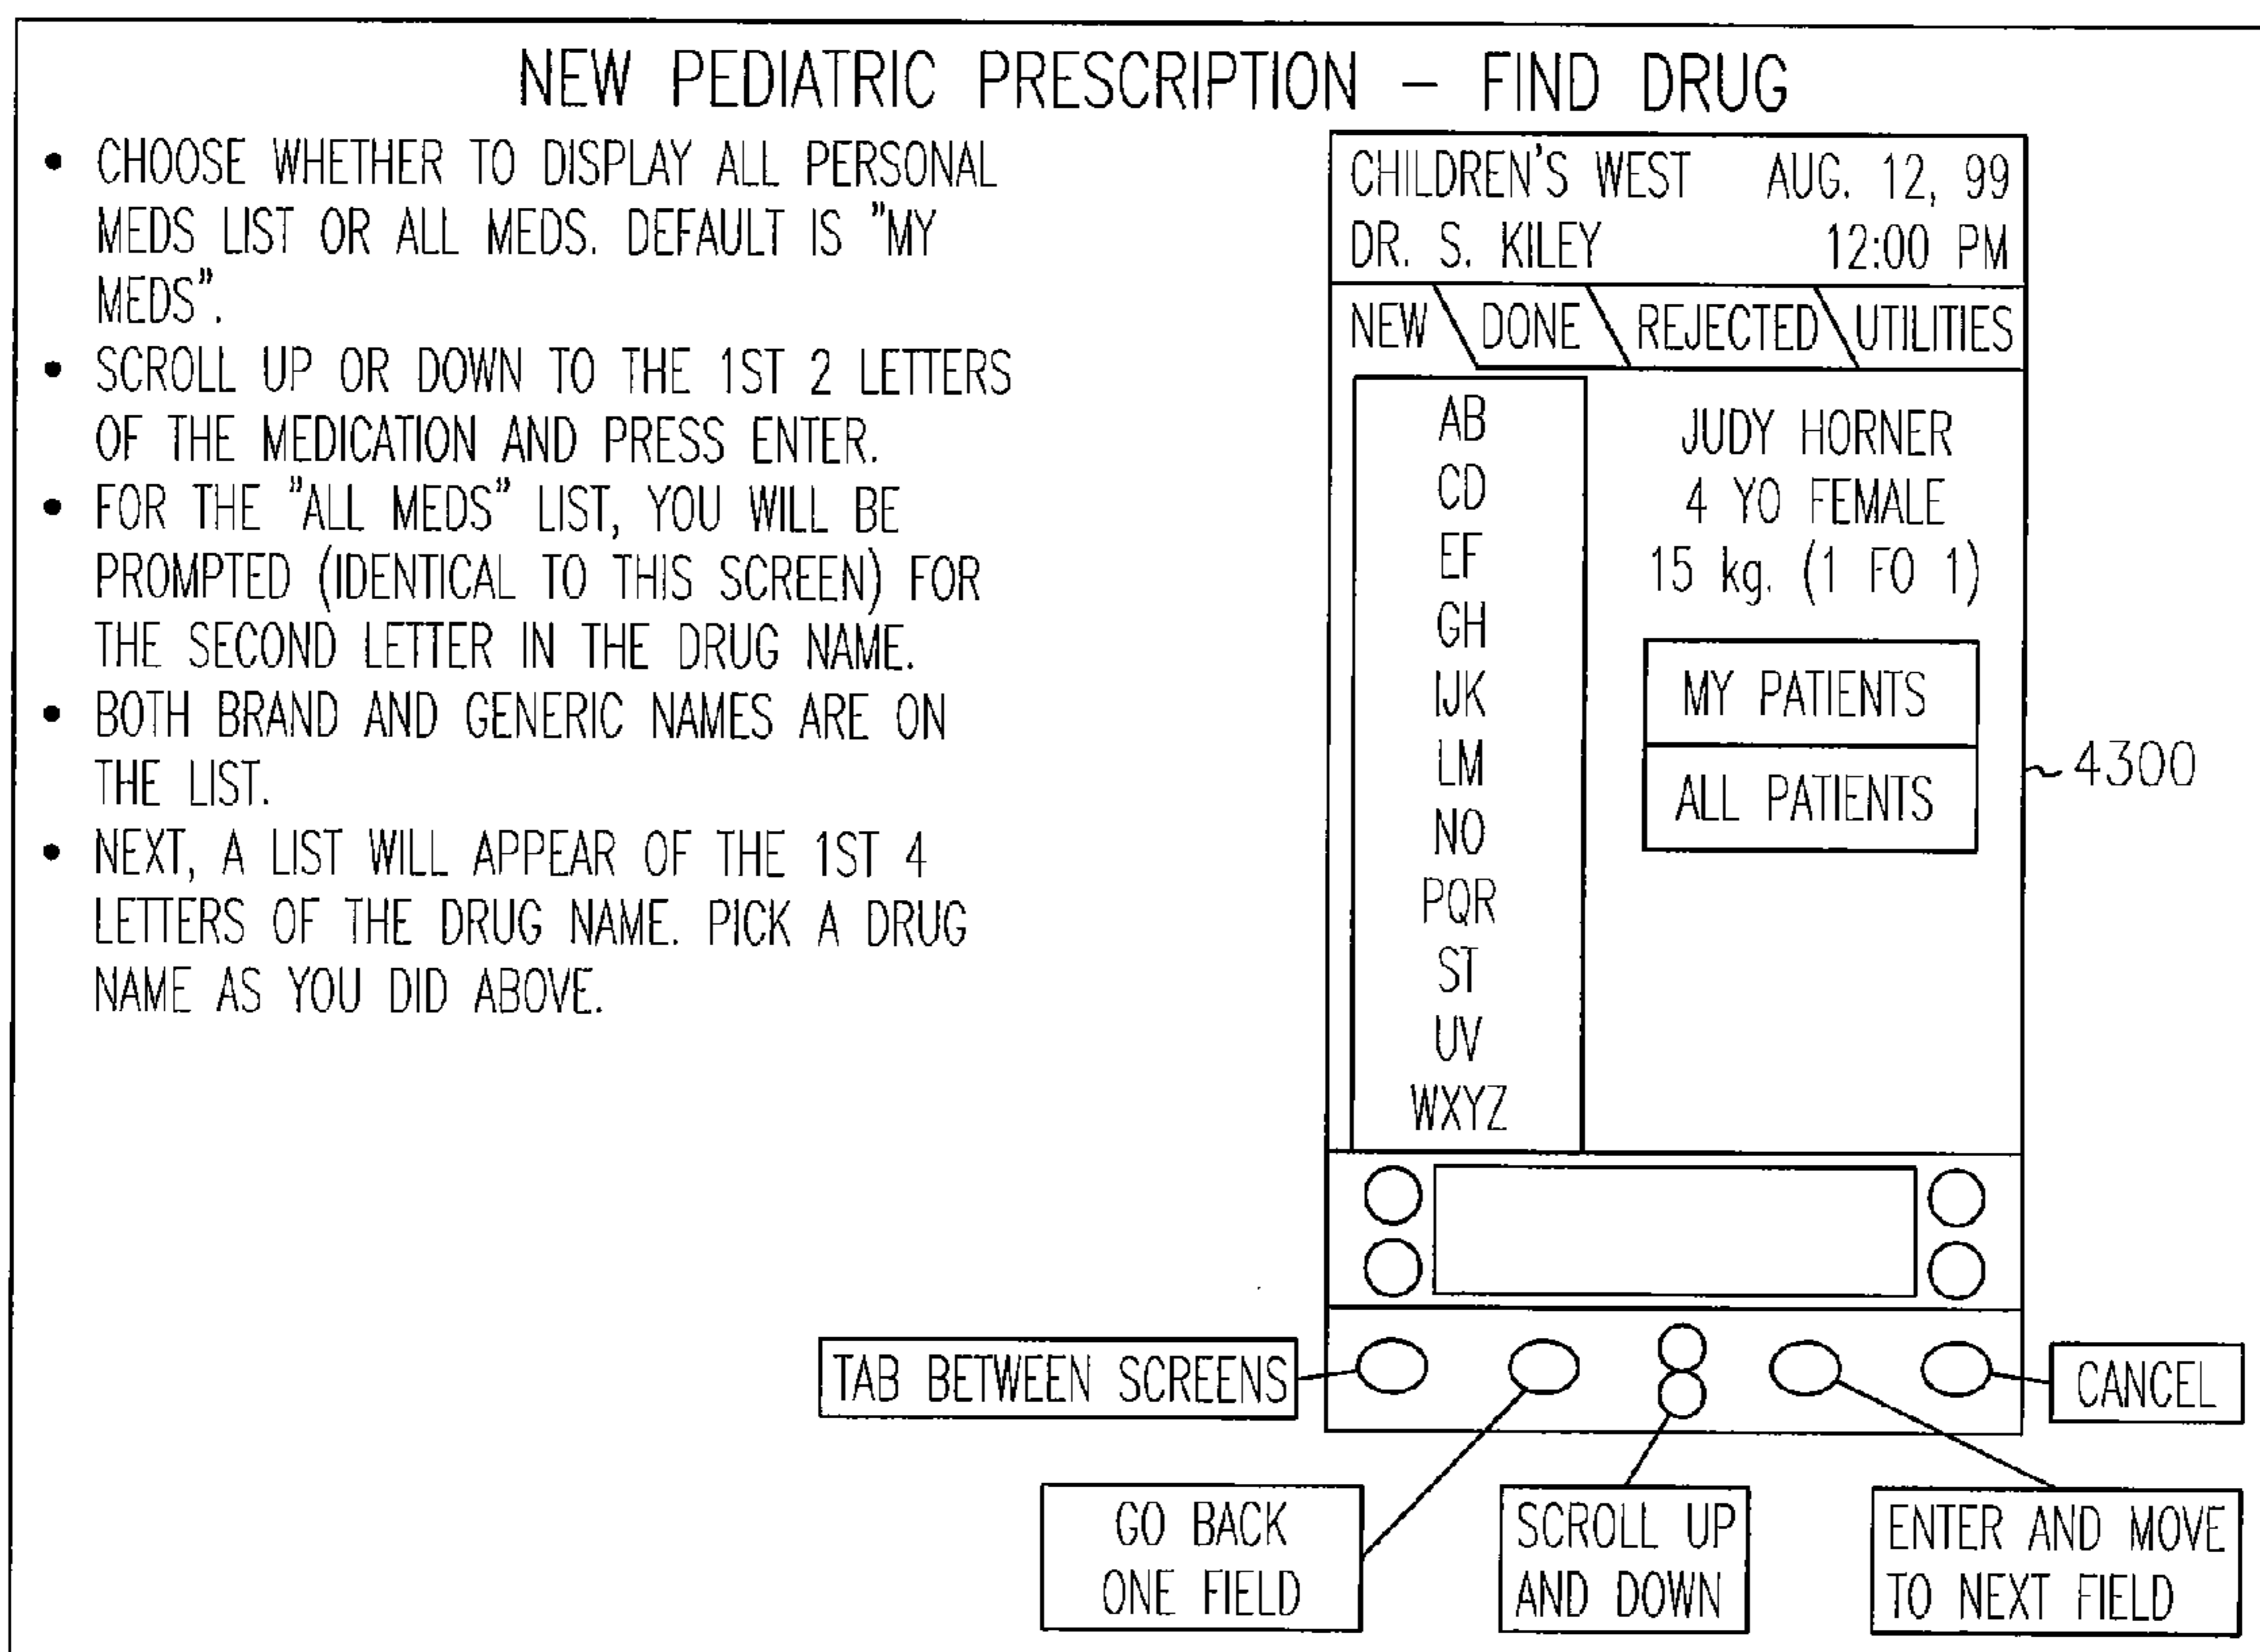 NEW PEDIATRIC PRESCRIPTION – FIND DRUG
• CHOOSE WHETHER TO DISPLAY ALL PERSONAL
MEDS LIST OR ALL MEDS. DEFAULT IS "MY
MEDS".
• SCROLL UP OR DOWN TO THE 1ST 2 LETTERS
OF THE MEDICATION AND PRESS ENTER.
• FOR THE "ALL MEDS" LIST, YOU WILL BE
PROMPTED (IDENTICAL TO THIS SCREEN) FOR
THE SECOND LETTER IN THE DRUG NAME.
• BOTH BRAND AND GENERIC NAMES ARE ON
THE LIST.
• NEXT, A LIST WILL APPEAR OF THE 1ST 4
LETTERS OF THE DRUG NAME. PICK A DRUG
NAME AS YOU DID ABOVE.
CHILDREN'S WEST AUG. 12, 99
DR. S. KILEY 12:00 PM
NEW DONE REJECTED UTILITIES
AB
CD
EF
GH
IJK
LM
NO
PQR
ST
UV
WXYZ
JUDY HORNER
4 YO FEMALE
15 kg. (1 FO 1)
MY PATIENTS
ALL PATIENTS
4300
TAB BETWEEN SCREENS
CANCEL
GO BACK
ONE FIELD
SCROLL UP
AND DOWN
ENTER AND MOVE
TO NEXT FIELD